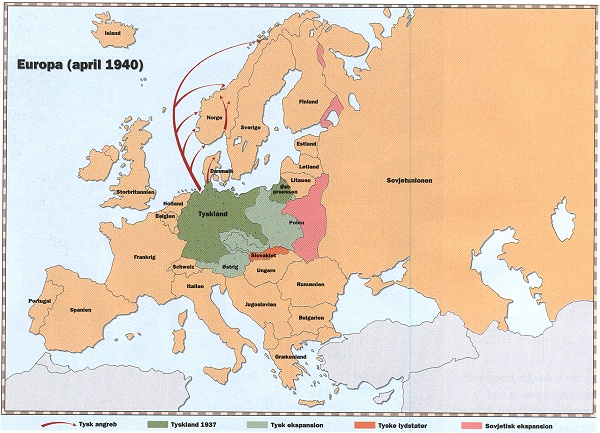 Island
Europa (april 1940)
Finland
Norge
Sverige
Estland
Letland
Danmark
Litauen
Sovjetunionen
Øst-
preussen
Storbritannien
Holland
Tyskland
Belgien
Polen
Slovakiet
Frankrig
Østrig
Schweiz
Ungarn
Italien
Rumænien
Portugal
Jugoslavien
Spanien
Bulgarien
Grækenland
Tysk angreb
Tyskland 1937
Tysk ekspansion
Tyske lydstater
Sovjetisk ekspansion